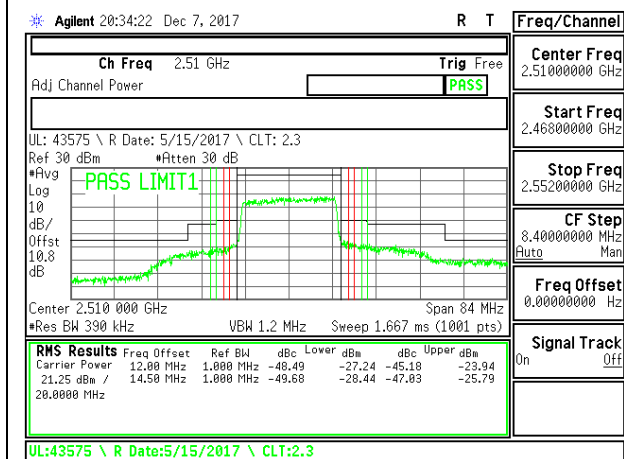 Agilent 20:34:22 Dec 7, 2017 R T
Freq/Channel
Ch Freq 2.51 GHz Trig Free
Adj Channel Power PASS
UL: 43575 \ R Date: 5/15/2017 \ CLT: 2.3
Ref 30 dBm #Atten 30 dB
#Avg
Log
10
dB/
Offst
10.8
dB
PASS LIMIT1
Center 2.510 000 GHz Span 84 MHz
#Res BW 390 kHz VBW 1.2 MHz Sweep 1.667 ms (1001 pts)
RMS Results Freq Offset Ref BW dBc Lower dBm dBc Upper dBm
Carrier Power 12.00 MHz 1.000 MHz -48.49 -27.24 -45.18 -23.94
21.25 dBm / 14.50 MHz 1.000 MHz -49.68 -28.44 -47.03 -25.79
20.0000 MHz
UL:43575 \ R Date:5/15/2017 \ CLT:2.3
Center Freq
2.51000000 GHz
Start Freq
2.46800000 GHz
Stop Freq
2.55200000 GHz
CF Step
8.40000000 MHz
Auto Man
Freq Offset
0.00000000 Hz
Signal Track
On Off